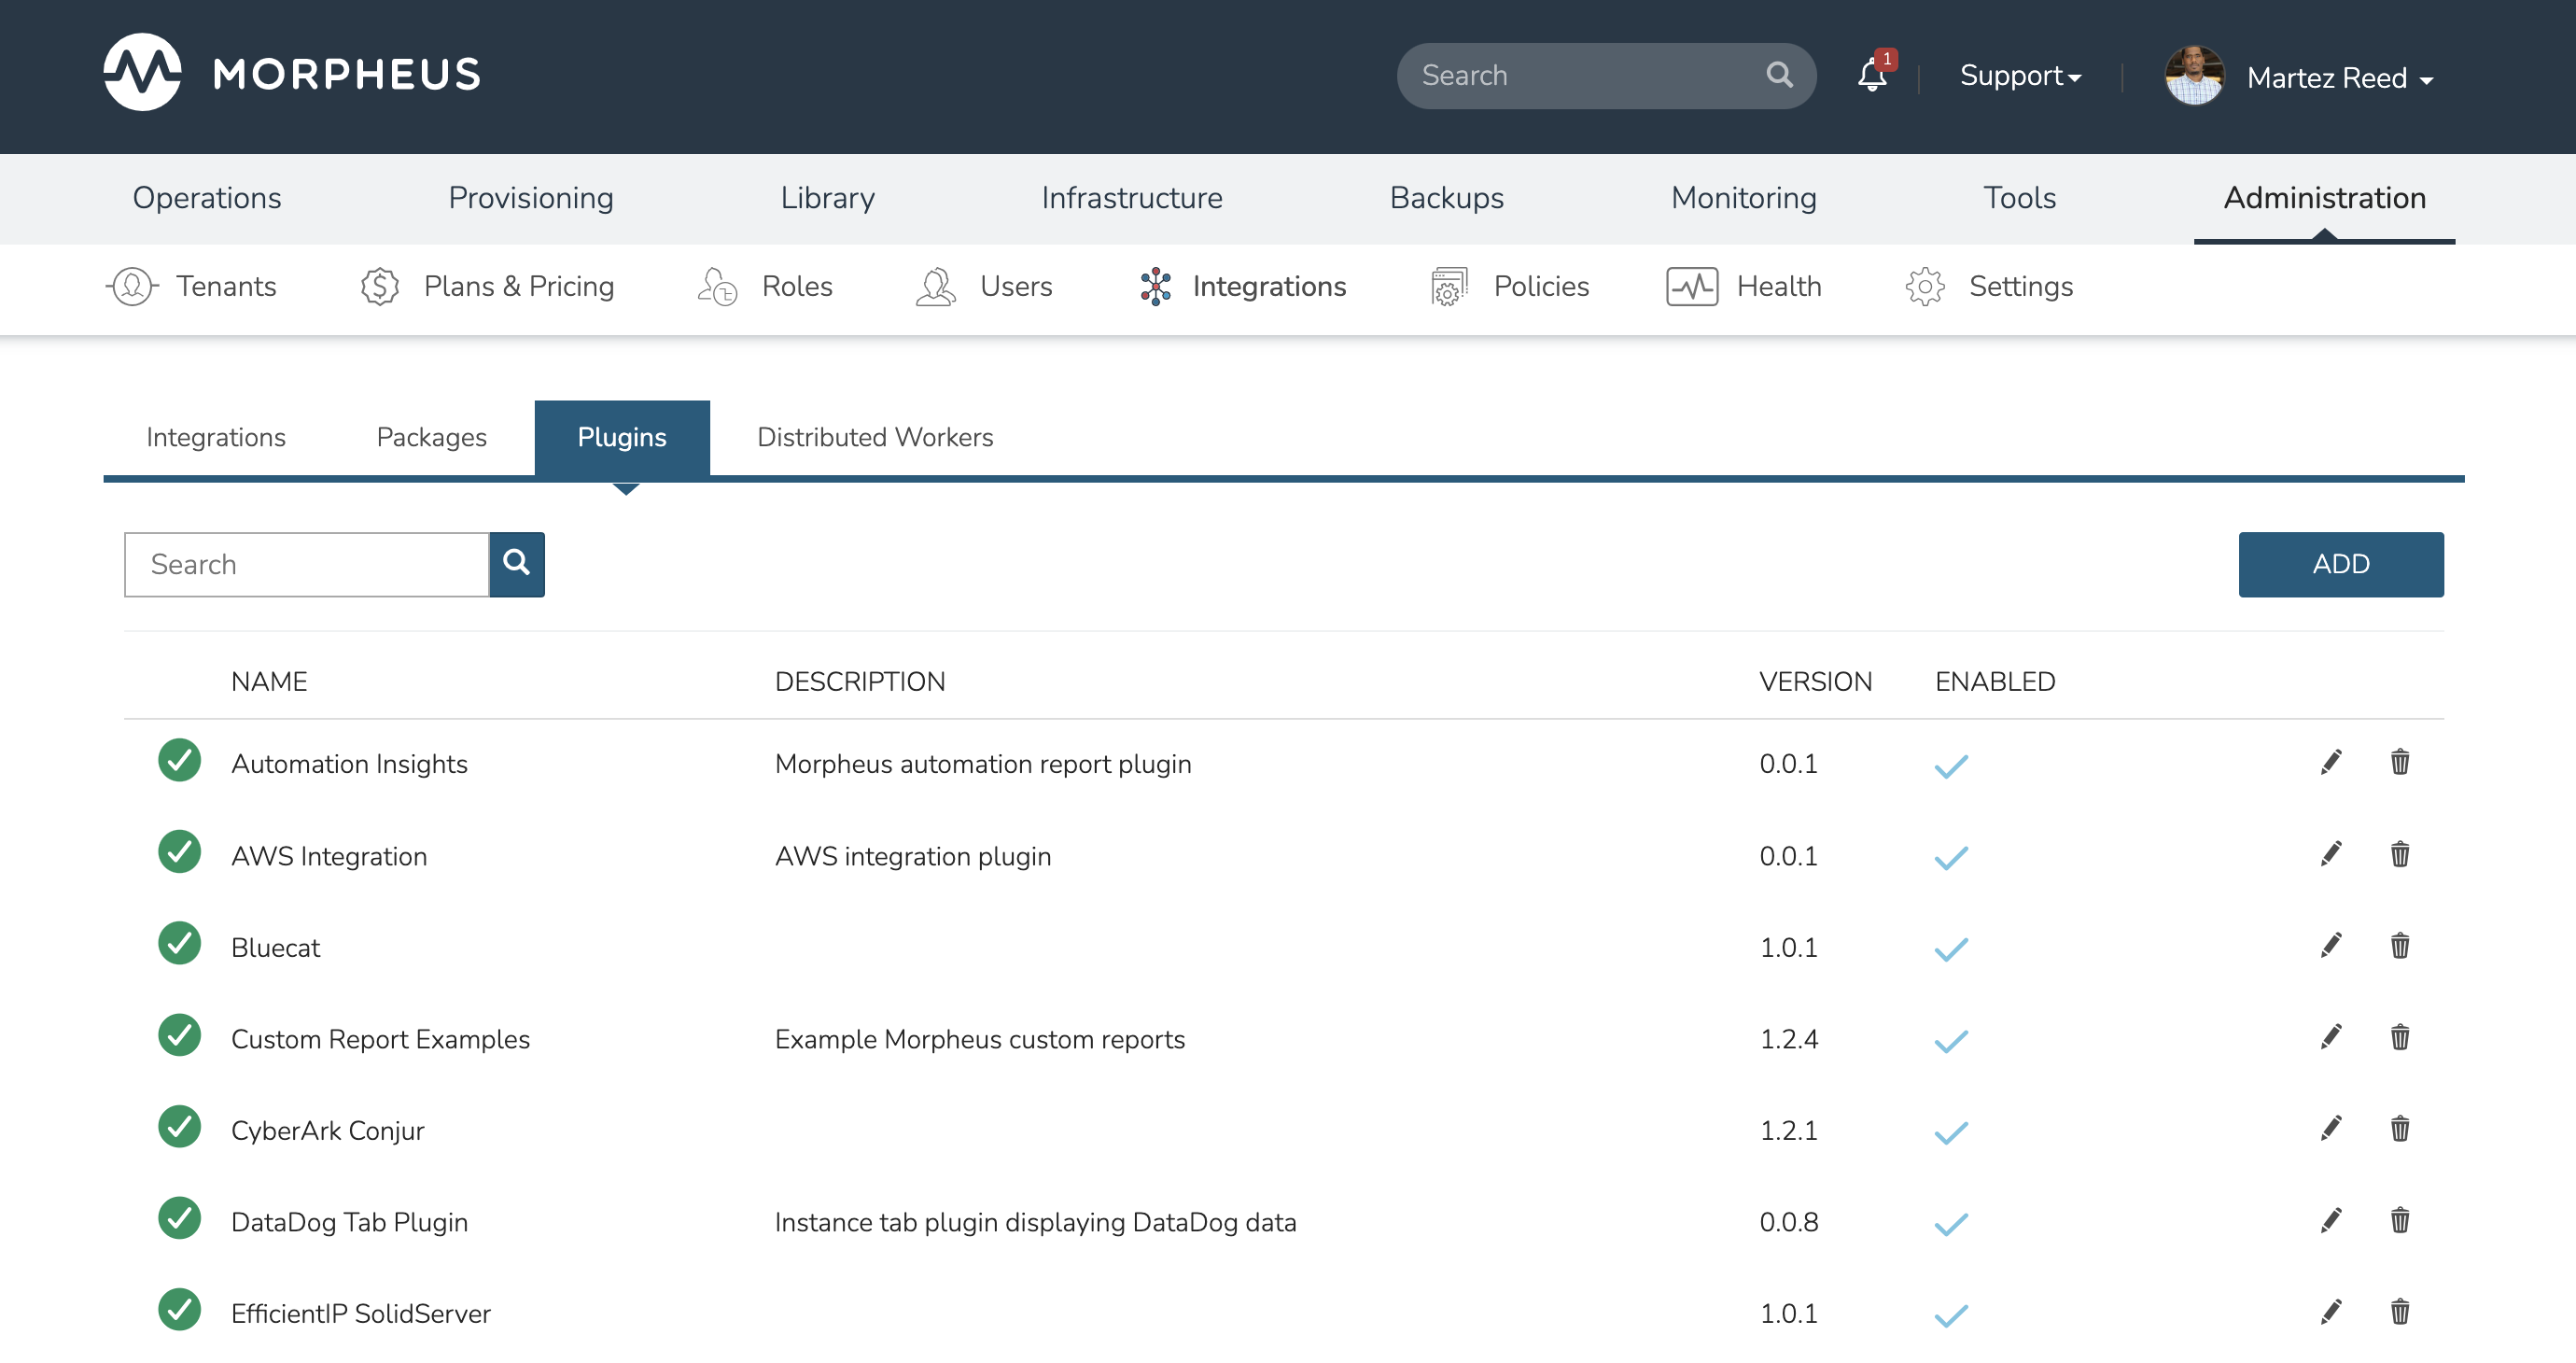 MORPHEUS
Search
1
Support
Martez Reed
Operations Provisioning Library Infrastructure Backups Monitoring Tools Administration
Tenants Plans & Pricing Roles Users Integrations Policies Health Settings
Integrations Packages Plugins Distributed Workers
Search
ADD
NAME DESCRIPTION VERSION ENABLED
Automation Insights Morpheus automation report plugin 0.0.1
AWS Integration AWS integration plugin 0.0.1
Bluecat 1.0.1
Custom Report Examples Example Morpheus custom reports 1.2.4
CyberArk Conjur 1.2.1
DataDog Tab Plugin Instance tab plugin displaying DataDog data 0.0.8
EfficientIP SolidServer 1.0.1